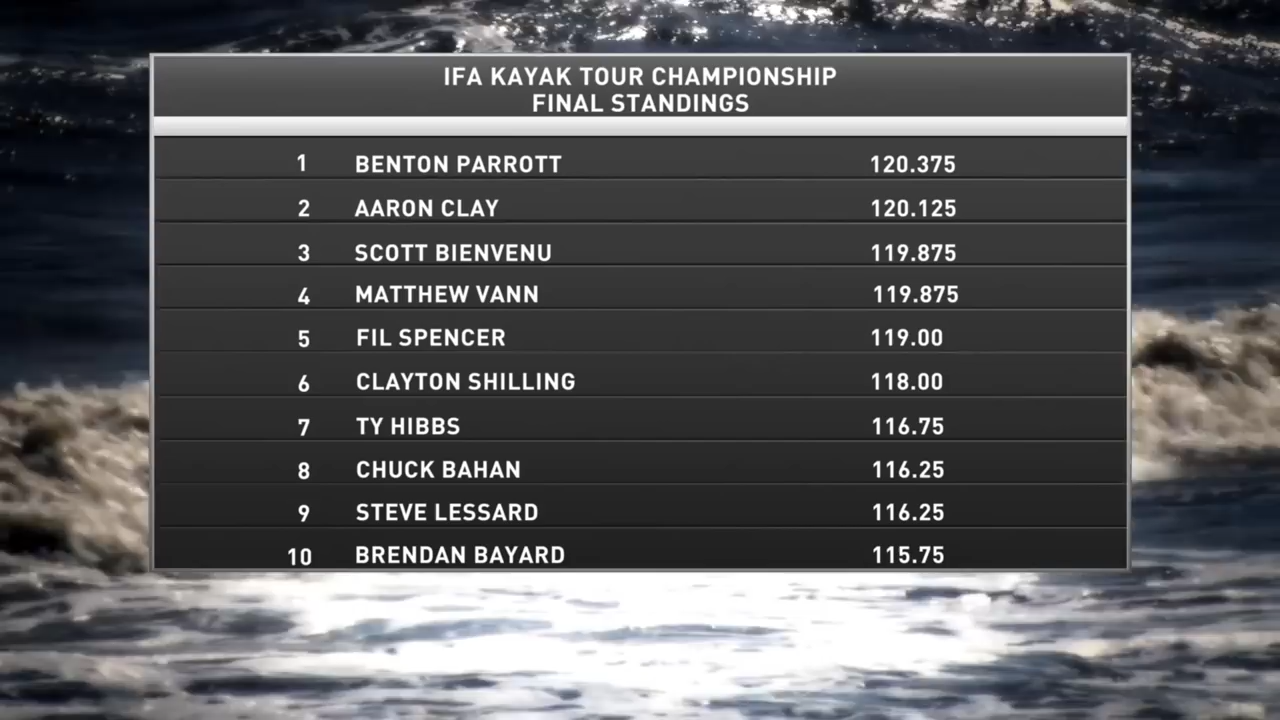 IFA KAYAK TOUR CHAMPIONSHIP
FINAL STANDINGS
1 BENTON PARROTT 120.375
2 AARON CLAY 120.125
3 SCOTT BIENVENU 119.875
4 MATTHEW VANN 119.875
5 FIL SPENCER 119.00
6 CLAYTON SHILLING 118.00
7 TY HIBBS 116.75
8 CHUCK BAHAN 116.25
9 STEVE LESSARD 116.25
10 BRENDAN BAYARD 115.75